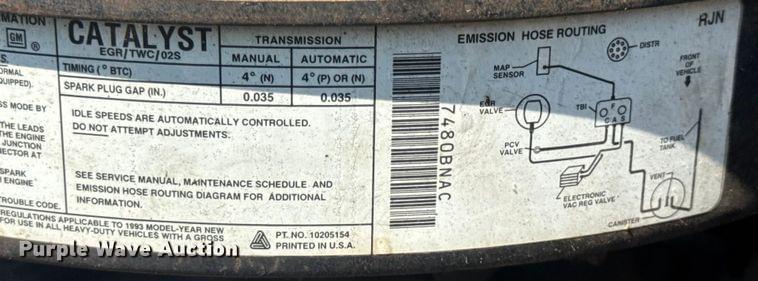 RMATION
GM
®
CATALYST
EGR/TWC/02S
TRANSMISSION
MANUAL AUTOMATIC
TIMING (° BTC) 4° (N) 4° (P) OR (N)
SPARK PLUG GAP (IN.) 0.035 0.035
IDLE SPEEDS ARE AUTOMATICALLY CONTROLLED.
DO NOT ATTEMPT ADJUSTMENTS.
SEE SERVICE MANUAL, MAINTENANCE SCHEDULE AND
EMISSION HOSE ROUTING DIAGRAM FOR ADDITIONAL
INFORMATION.
S.
ORMAL
QUIPPED).
SS MODE BY
THE LEADS
THE ENGINE
JUNCTION
NECTOR AT
SPARK
ENGINE
ROUBLE CODE.
REGULATIONS APPLICABLE TO 1993 MODEL-YEAR NEW
FOR USE IN ALL HEAVY-DUTY VEHICLES WITH A GROSS
PT. NO. 10205154
PRINTED IN U.S.A.
7480BNAC
EMISSION HOSE ROUTING
RJN
MAP
SENSOR
DISTR
FRONT
OF
VEHICLE
EGR
VALVE
TBI
F
C A S
PCV
VALVE
TO FUEL
TANK
ELECTRONIC
VAC REG VALVE
VENT
CANISTER
Purple Wave Auction